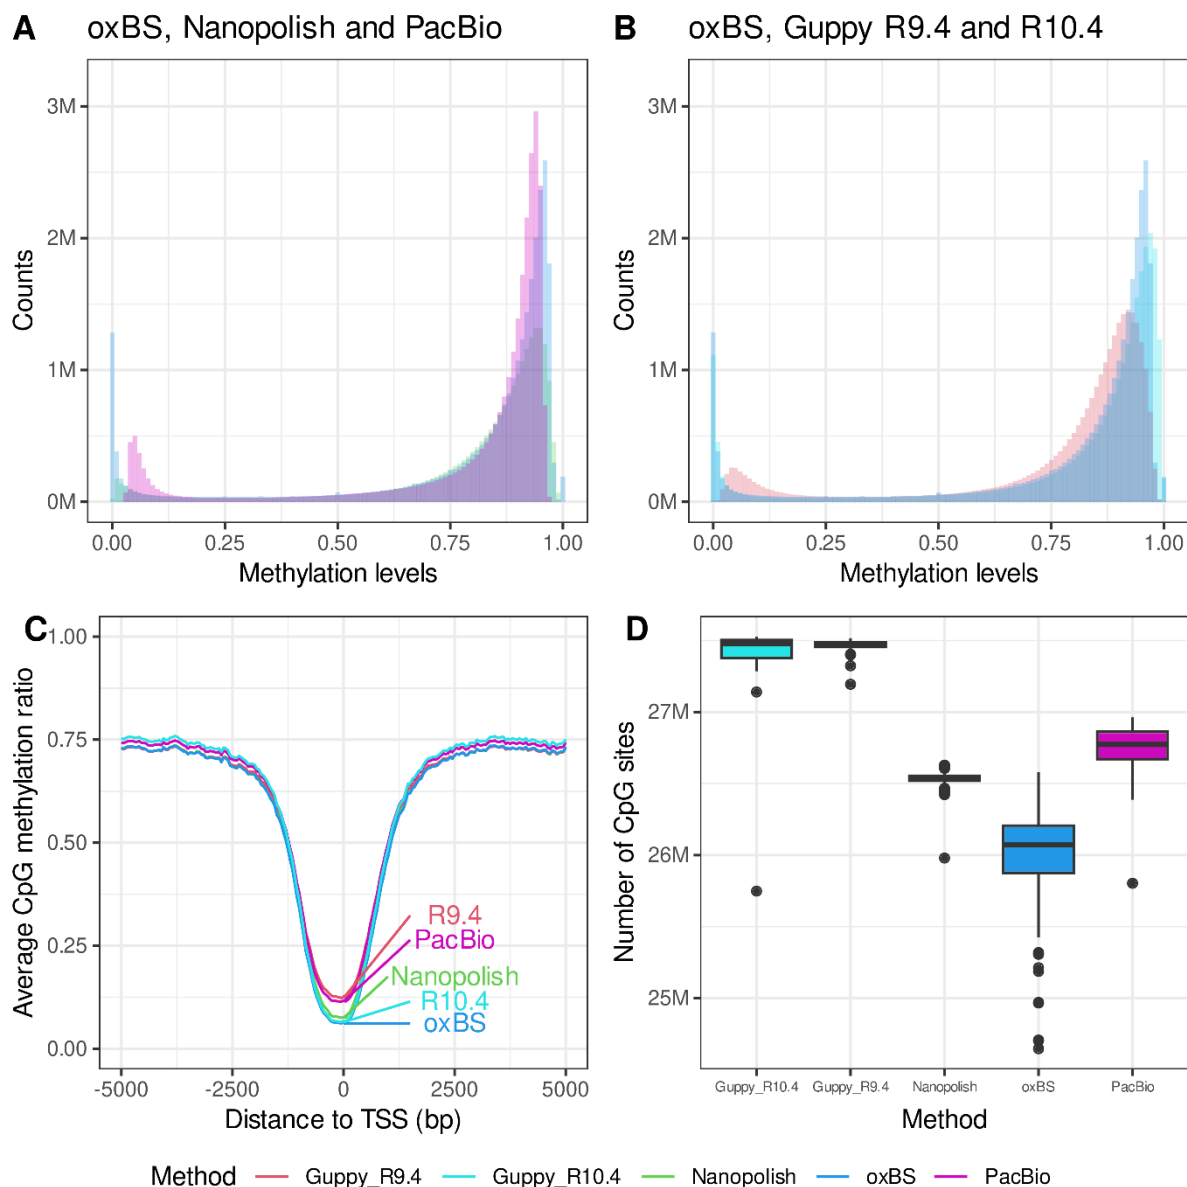 A oxBS, Nanopolish and PacBio
3M
2M
1M
0M
Counts
0.00 0.25 0.50 0.75 1.00
Methylation levels
B oxBS, Guppy R9.4 and R10.4
3M
2M
1M
0M
Counts
0.00 0.25 0.50 0.75 1.00
Methylation levels
C
1.00
0.75
0.50
0.25
0.00
Average CpG methylation ratio
R9.4
PacBio
Nanopolish
R10.4
oxBS
-5000 -2500 0 2500 5000
Distance to TSS (bp)
D
27M
26M
25M
Number of CpG sites
Guppy_R10.4 Guppy_R9.4 Nanopolish oxBS PacBio
Method
Method Guppy_R9.4 Guppy_R10.4 Nanopolish oxBS PacBio